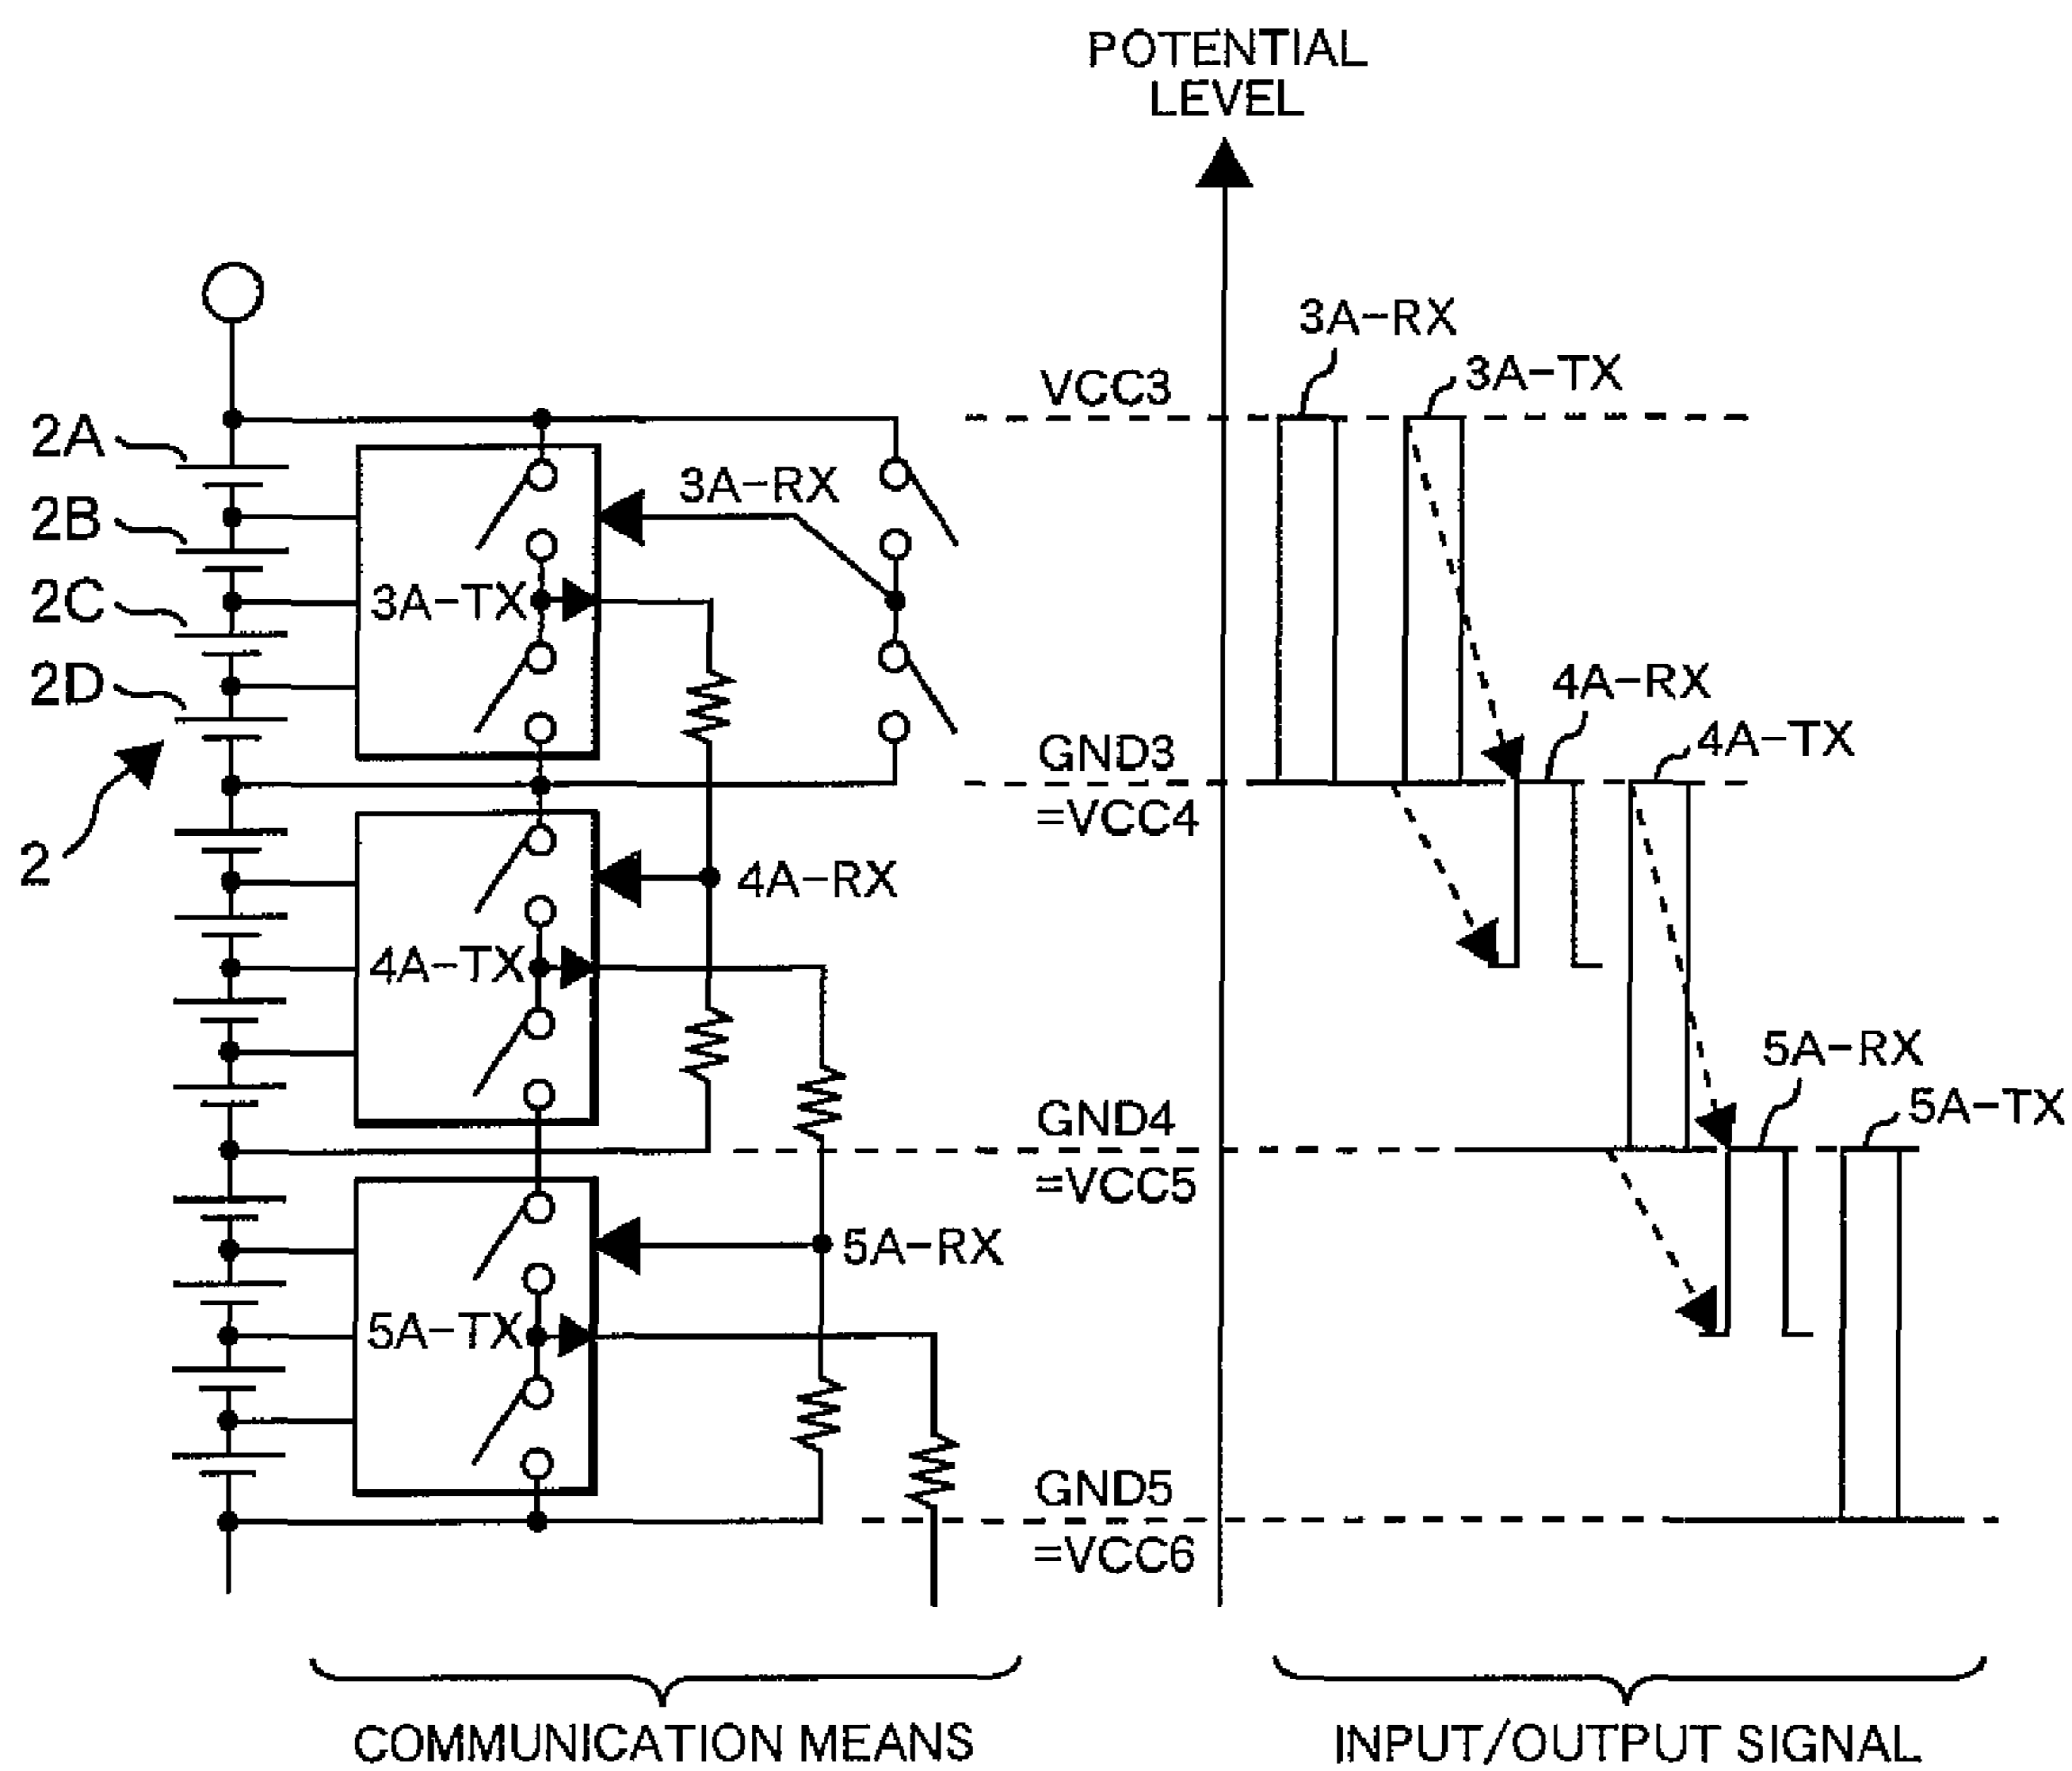 POTENTIAL
LEVEL
3A-RX
3A-TX
VCC3
2A
2B
2C
2D
2
3A-RX
3A-TX
4A-RX
4A-TX
GND3
=VCC4
4A-RX
4A-TX
5A-RX
5A-TX
GND4
=VCC5
5A-RX
5A-TX
GND5
=VCC6
COMMUNICATION MEANS
INPUT/OUTPUT SIGNAL